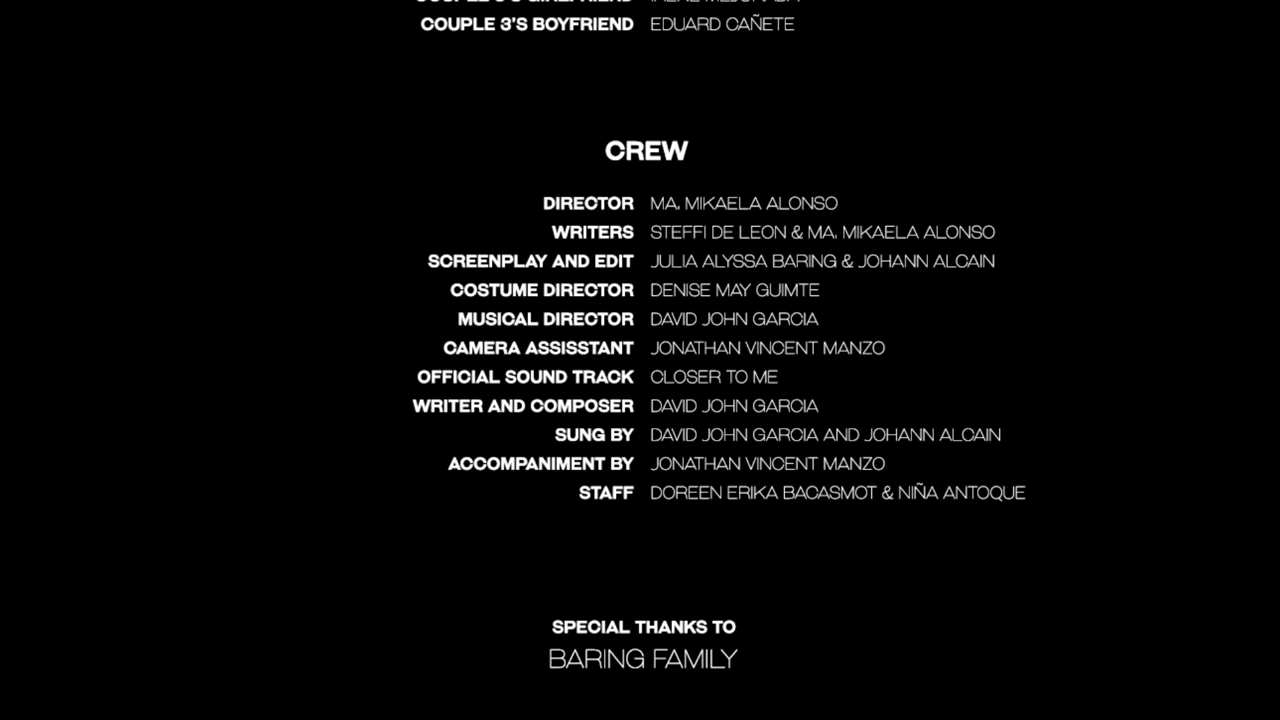 COUPLE 3'S BOYFRIEND EDUARD CAÑETE
CREW
DIRECTOR MA. MIKAELA ALONSO
WRITERS STEFFI DE LEON & MA. MIKAELA ALONSO
SCREENPLAY AND EDIT JULIA ALYSSA BARING & JOHANN ALCAIN
COSTUME DIRECTOR DENISE MAY GUIMTE
MUSICAL DIRECTOR DAVID JOHN GARCIA
CAMERA ASSISSTANT JONATHAN VINCENT MANZO
OFFICIAL SOUND TRACK CLOSER TO ME
WRITER AND COMPOSER DAVID JOHN GARCIA
SUNG BY DAVID JOHN GARCIA AND JOHANN ALCAIN
ACCOMPANIMENT BY JONATHAN VINCENT MANZO
STAFF DOREEN ERIKA BACASMOT & NIÑA ANTOQUE
SPECIAL THANKS TO
BARING FAMILY